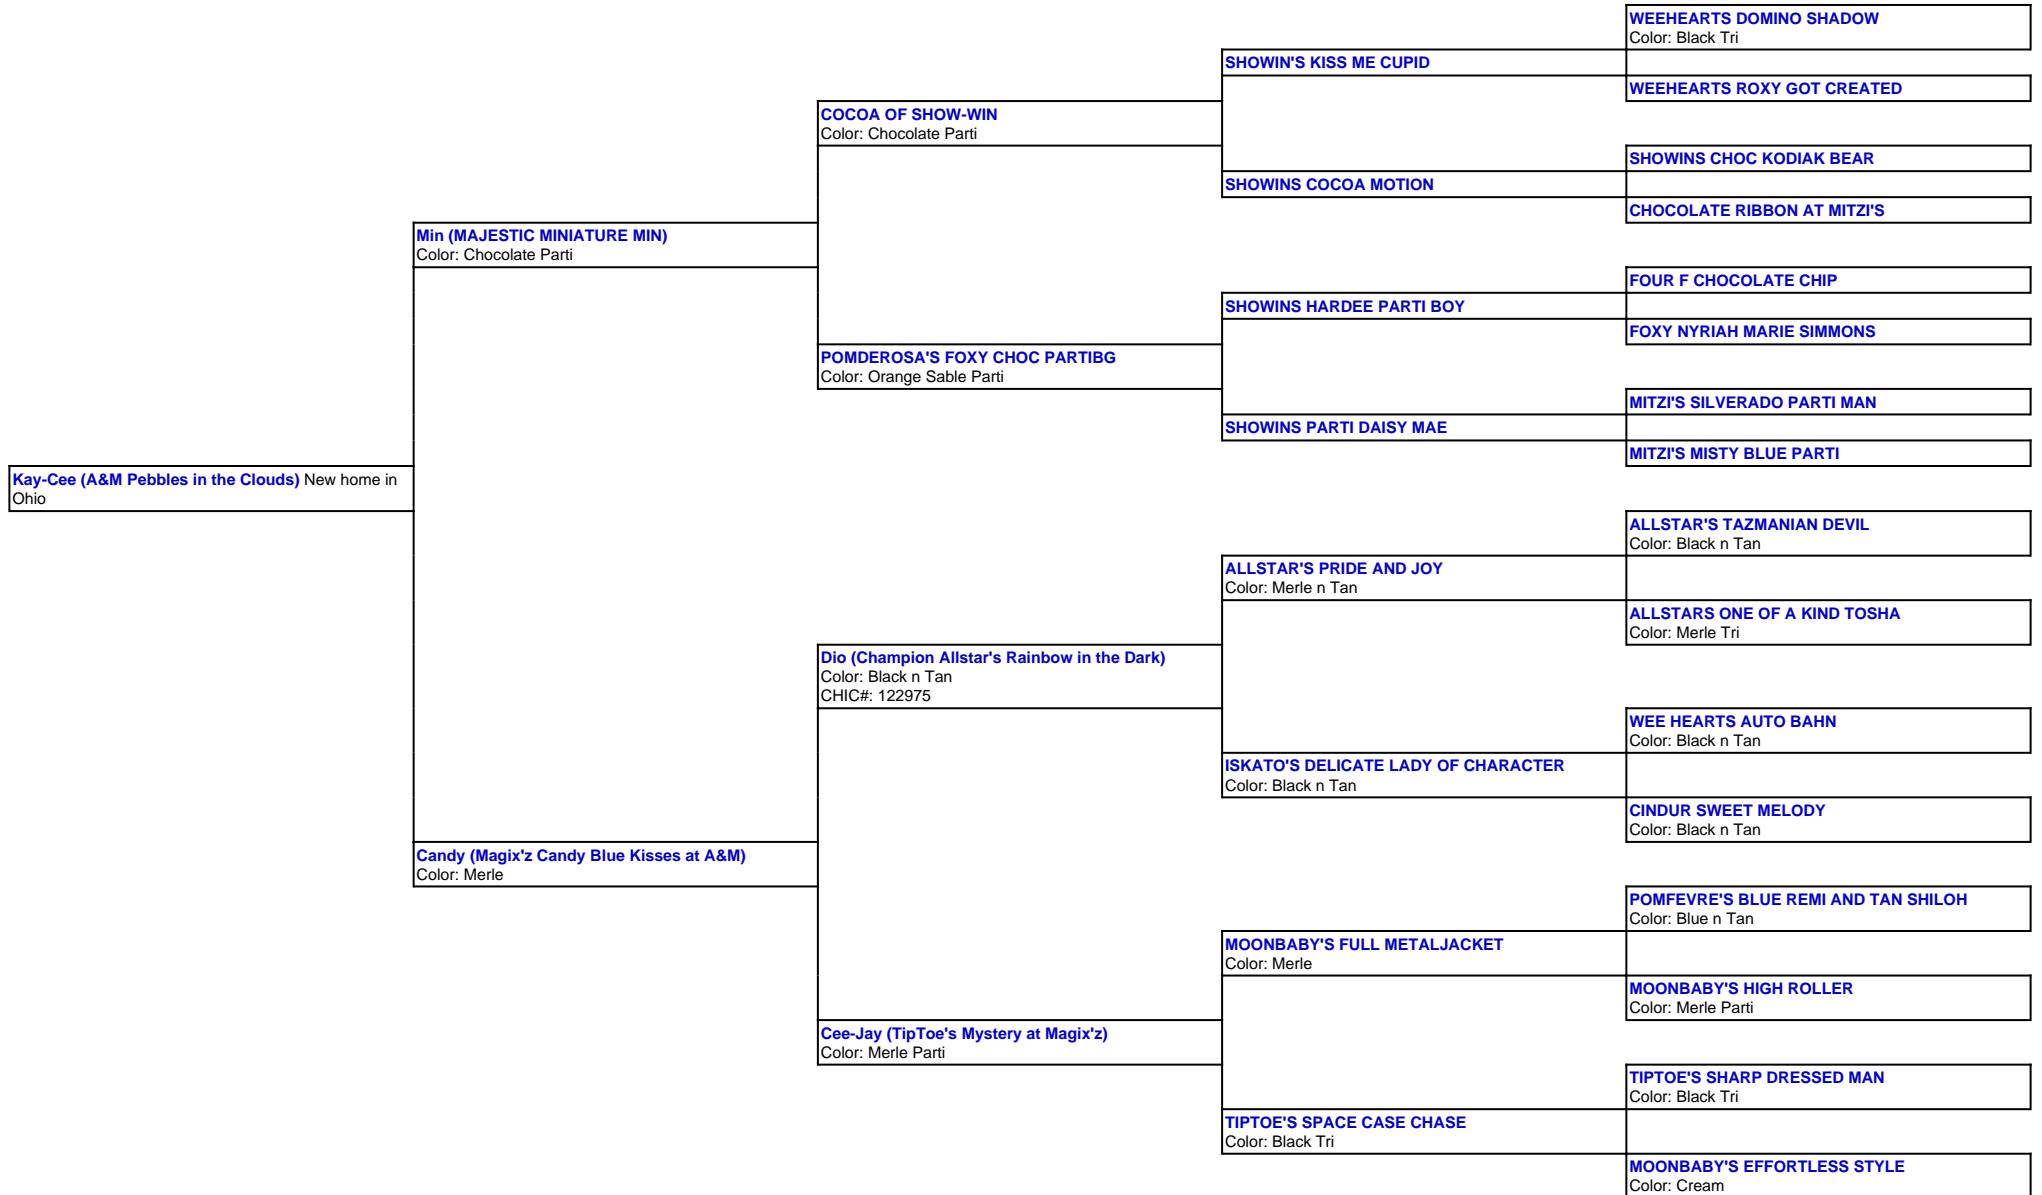 WEEHEARTS DOMINO SHADOW
Color: Black Tri
SHOWIN'S KISS ME CUPID
WEEHEARTS ROXY GOT CREATED
COCOA OF SHOW-WIN
Color: Chocolate Parti
SHOWINS CHOC KODIAK BEAR
SHOWINS COCOA MOTION
CHOCOLATE RIBBON AT MITZI'S
Min (MAJESTIC MINIATURE MIN)
Color: Chocolate Parti
FOUR F CHOCOLATE CHIP
SHOWINS HARDEE PARTI BOY
FOXY NYRIAH MARIE SIMMONS
POMDEROSA'S FOXY CHOC PARTIBG
Color: Orange Sable Parti
MITZI'S SILVERADO PARTI MAN
SHOWINS PARTI DAISY MAE
MITZI'S MISTY BLUE PARTI
Kay-Cee (A&M Pebbles in the Clouds) New home in
Ohio
ALLSTAR'S TAZMANIAN DEVIL
Color: Black n Tan
ALLSTAR'S PRIDE AND JOY
Color: Merle n Tan
ALLSTARS ONE OF A KIND TOSHA
Color: Merle Tri
Dio (Champion Allstar's Rainbow in the Dark)
Color: Black n Tan
CHIC#: 122975
WEE HEARTS AUTO BAHN
Color: Black n Tan
ISKATO'S DELICATE LADY OF CHARACTER
Color: Black n Tan
CINDUR SWEET MELODY
Color: Black n Tan
Candy (Magix'z Candy Blue Kisses at A&M)
Color: Merle
POMFEVRE'S BLUE REMI AND TAN SHILOH
Color: Blue n Tan
MOONBABY'S FULL METALJACKET
Color: Merle
MOONBABY'S HIGH ROLLER
Color: Merle Parti
Cee-Jay (TipToe's Mystery at Magix'z)
Color: Merle Parti
TIPTOE'S SHARP DRESSED MAN
Color: Black Tri
TIPTOE'S SPACE CASE CHASE
Color: Black Tri
MOONBABY'S EFFORTLESS STYLE
Color: Cream